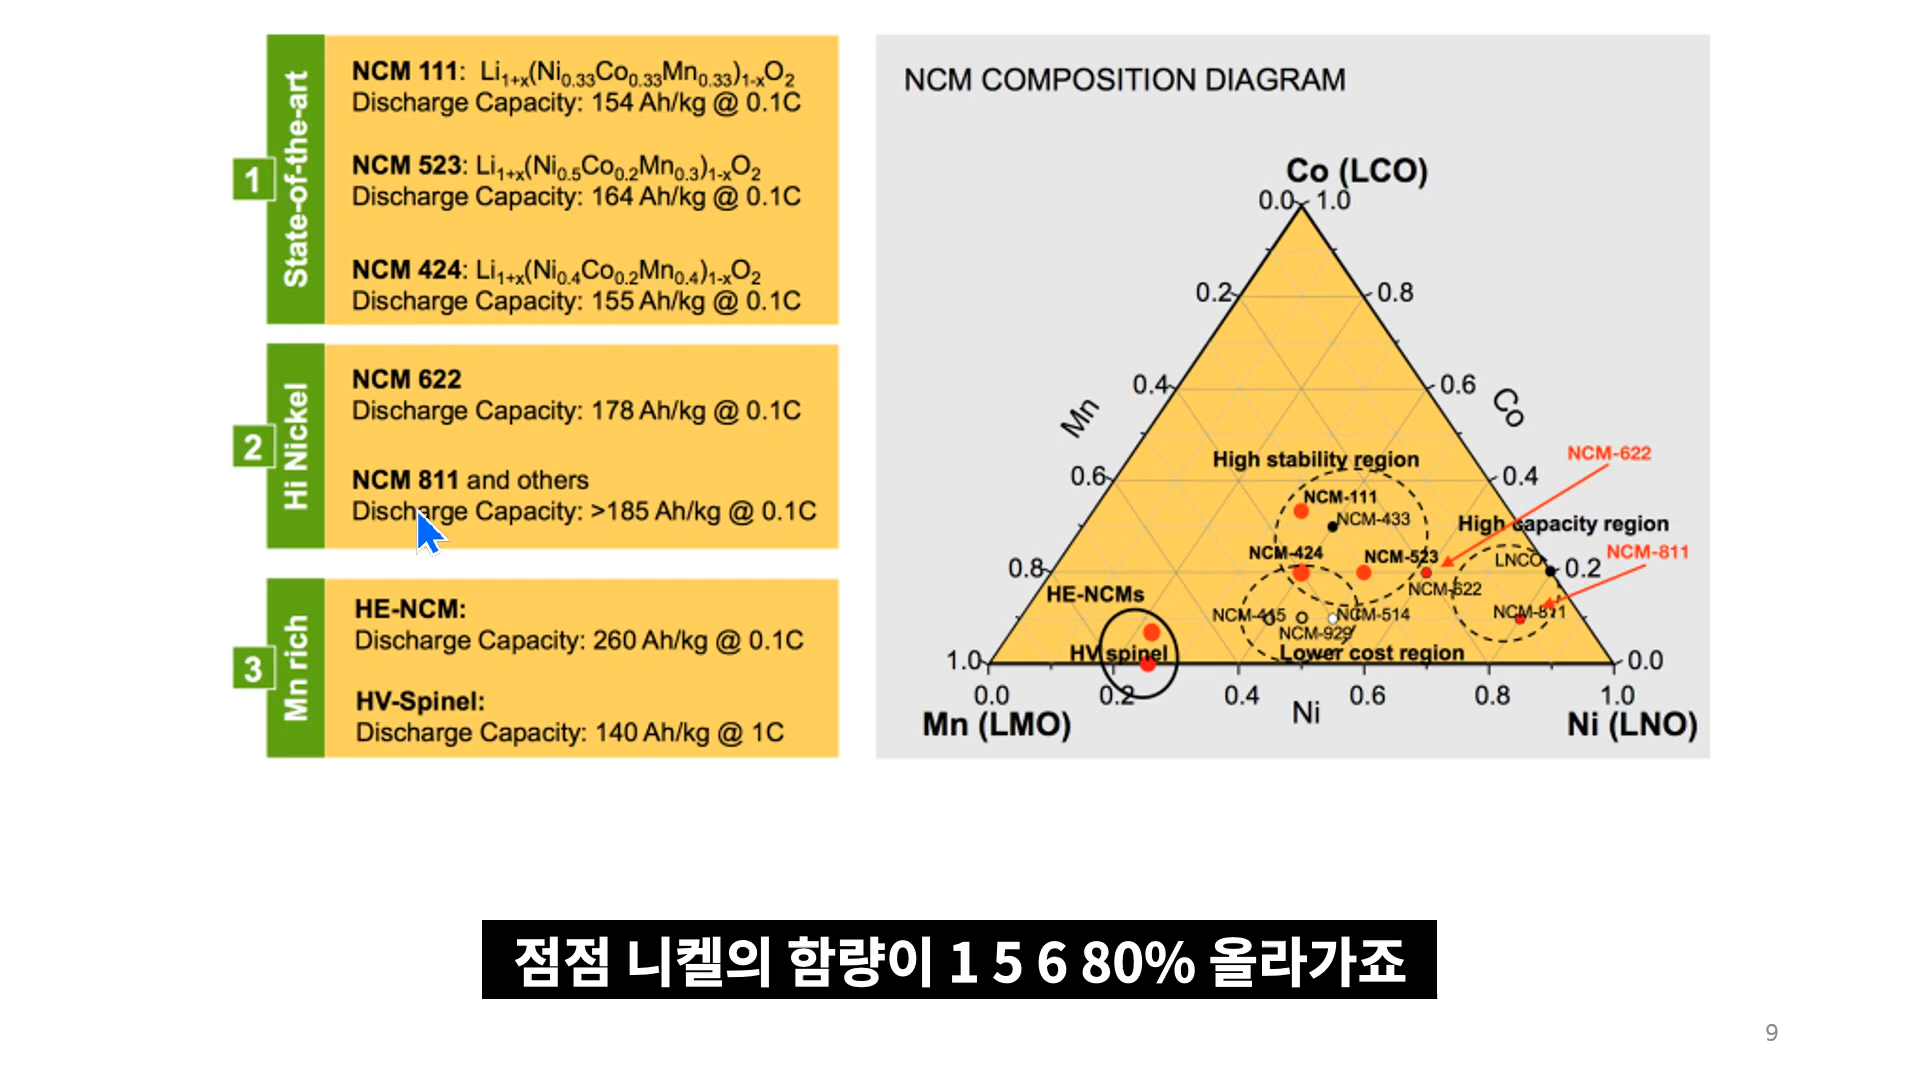 1
State-of-the-art
NCM 111: Li1+x(Ni0.33Co0.33Mn0.33)1-xO2
Discharge Capacity: 154 Ah/kg @ 0.1C
NCM 523: Li1+x(Ni0.5Co0.2Mn0.3)1-xO2
Discharge Capacity: 164 Ah/kg @ 0.1C
NCM 424: Li1+x(Ni0.4Co0.2Mn0.4)1-xO2
Discharge Capacity: 155 Ah/kg @ 0.1C
2
Hi Nickel
NCM 622
Discharge Capacity: 178 Ah/kg @ 0.1C
NCM 811 and others
Discharge Capacity: >185 Ah/kg @ 0.1C
3
Mn rich
HE-NCM:
Discharge Capacity: 260 Ah/kg @ 0.1C
HV-Spinel:
Discharge Capacity: 140 Ah/kg @ 1C
NCM COMPOSITION DIAGRAM
Co (LCO)
0.0 1.0
0.2 0.8
0.4 0.6
Mn Co
NCM-622
High stability region
0.6 0.4
NCM-111
NCM-433
High capacity region
NCM-424 NCM-523 LNCO NCM-811
0.8 0.2
HE-NCMs NCM-622
NCM-415 NCM-514 NCM-811
NCM-929
HV spinel Lower cost region
1.0 0.0
0.0 0.2 0.4 0.6 0.8 1.0
Ni
Mn (LMO) Ni (LNO)
점점 니켈의 함량이 1 5 6 80% 올라가죠
9